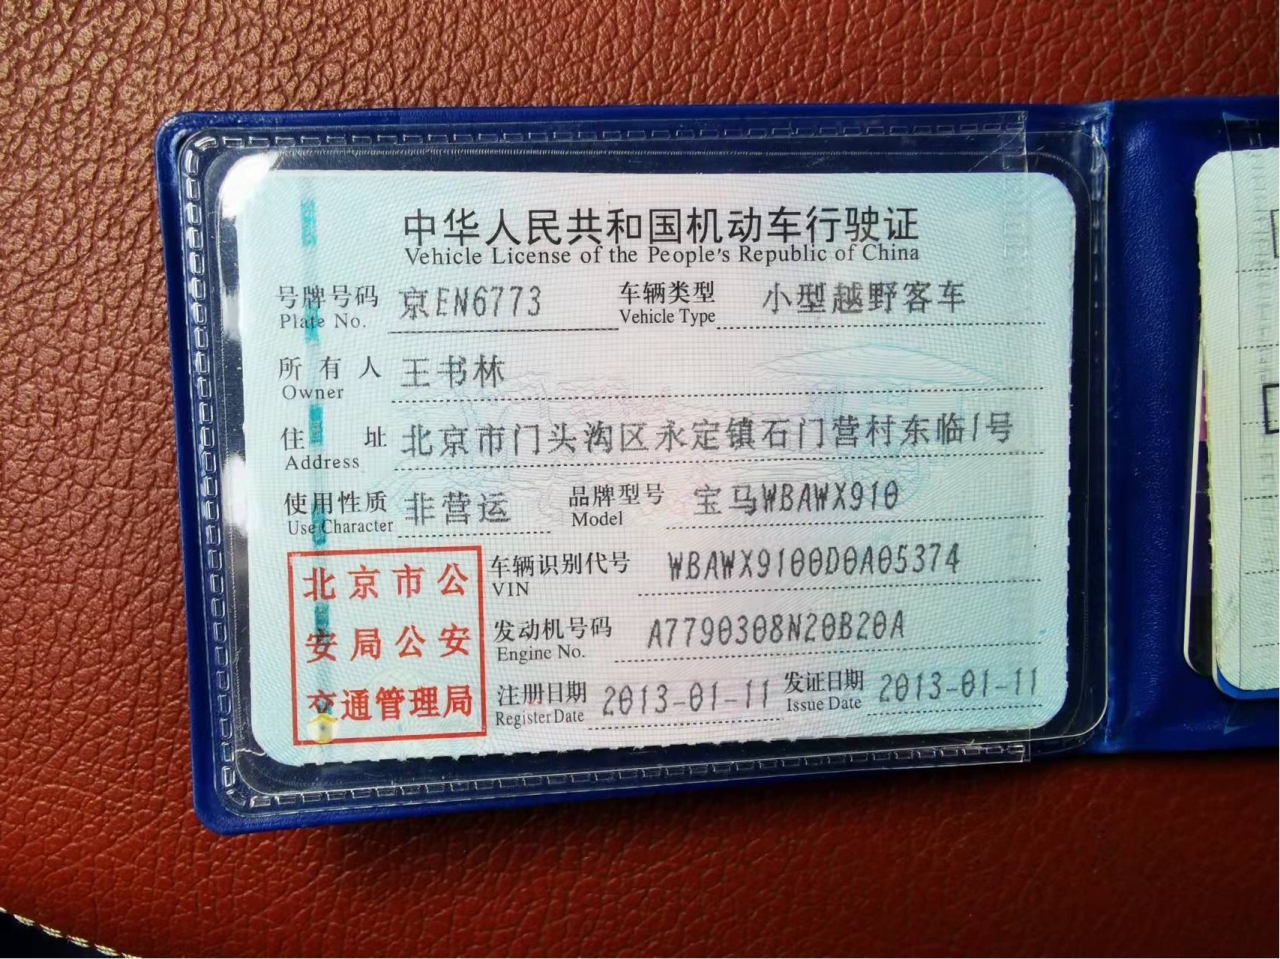 中华人民共和国机动车行驶证
Vehicle License of the People's Republic of China
号牌号码 京EN6773 车辆类型 小型越野客车
Plate No. Vehicle Type
所有人 王书林
Owner
住址 北京市门头沟区永定镇石门营村东临1号
Address
使用性质 非营运 品牌型号 宝马WBAWX910
Use Character Model
车辆识别代号 WBAWX9100D0A05374
VIN
发动机号码 A7790308N20B20A
Engine No.
注册日期 2013-01-11 发证日期 2013-01-11
Register Date Issue Date
北京市公
安局公安
交通管理局